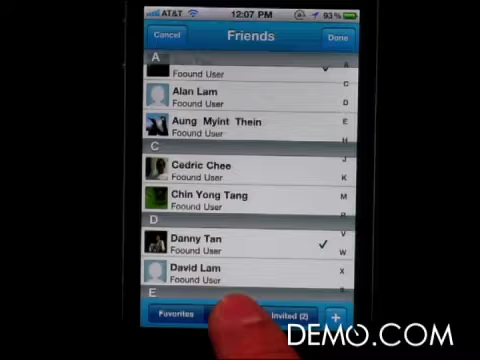 AT&T 12:07 PM 93%
Cancel Friends Done
A
Foound User
Alan Lam
Foound User
Aung Myint Thein
Foound User
C
Cedric Chee
Foound User
Chin Yong Tang
Foound User
D
Danny Tan
Foound User
David Lam
Foound User
E
A
C
D
E
H
J
K
M
R
V
W
X
Favorites Invited (2) +
DEMO.COM